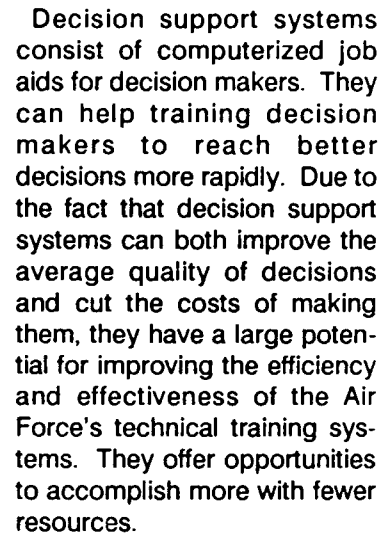 Decision support systems
consist of computerized job
aids for decision makers. They
can help training decision
makers to reach better
decisions more rapidly. Due to
the fact that decision support
systems can both improve the
average quality of decisions
and cut the costs of making
them, they have a large poten-
tial for improving the efficiency
and effectiveness of the Air
Force's technical training sys-
tems. They offer opportunities
to accomplish more with fewer
resources.